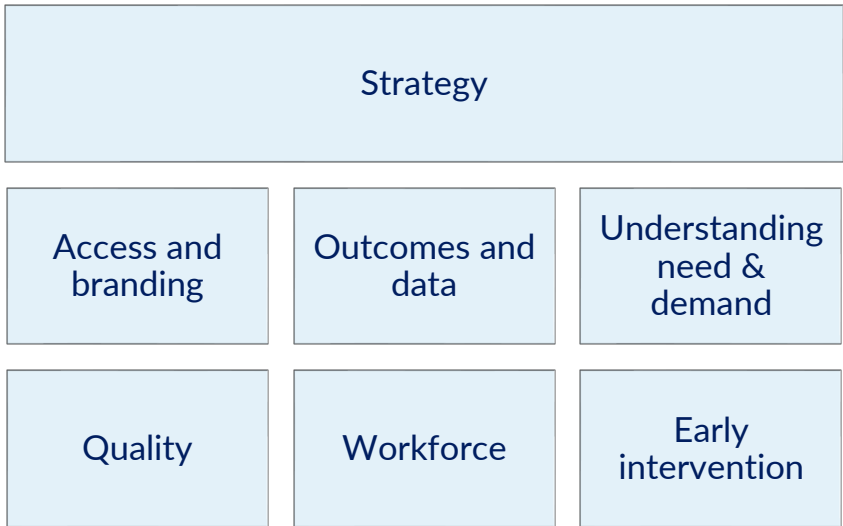 Strategy
Access and
branding
Outcomes and
data
Understanding
need &
demand
Quality
Workforce
Early
intervention